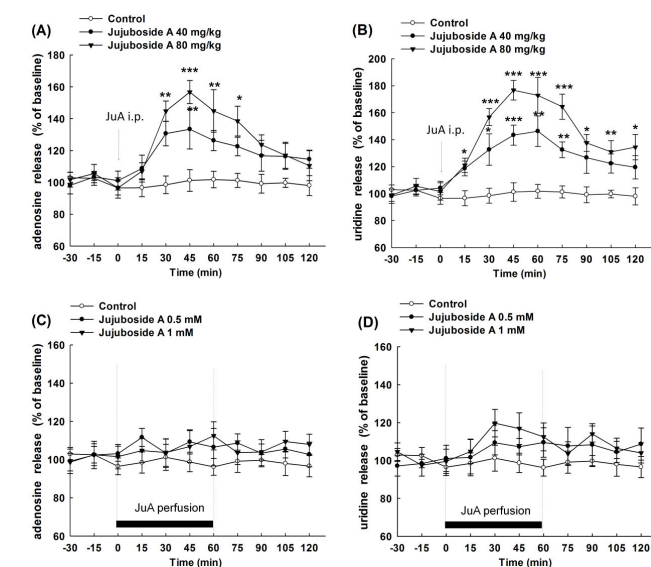 (A)
Control
Jujuboside A 40 mg/kg
Jujuboside A 80 mg/kg
adenosine release (% of baseline)
180
160
140
120
100
80
60
JuA i.p.
** *** ** *
**
-30 -15 0 15 30 45 60 75 90 105 120
Time (min)
(B)
Control
Jujuboside A 40 mg/kg
Jujuboside A 80 mg/kg
uridine release (% of baseline)
200
180
160
140
120
100
80
60
JuA i.p.
*** *** *** ***
* * *** ** ** * ** *
-30 -15 0 15 30 45 60 75 90 105 120
Time (min)
(C)
Control
Jujuboside A 0.5 mM
Jujuboside A 1 mM
adenosine release (% of baseline)
160
140
120
100
80
60
JuA perfusion
-30 -15 0 15 30 45 60 75 90 105 120
Time (min)
(D)
Control
Jujuboside A 0.5 mM
Jujuboside A 1 mM
uridine release (% of baseline)
160
140
120
100
80
60
JuA perfusion
-30 -15 0 15 30 45 60 75 90 105 120
Time (min)